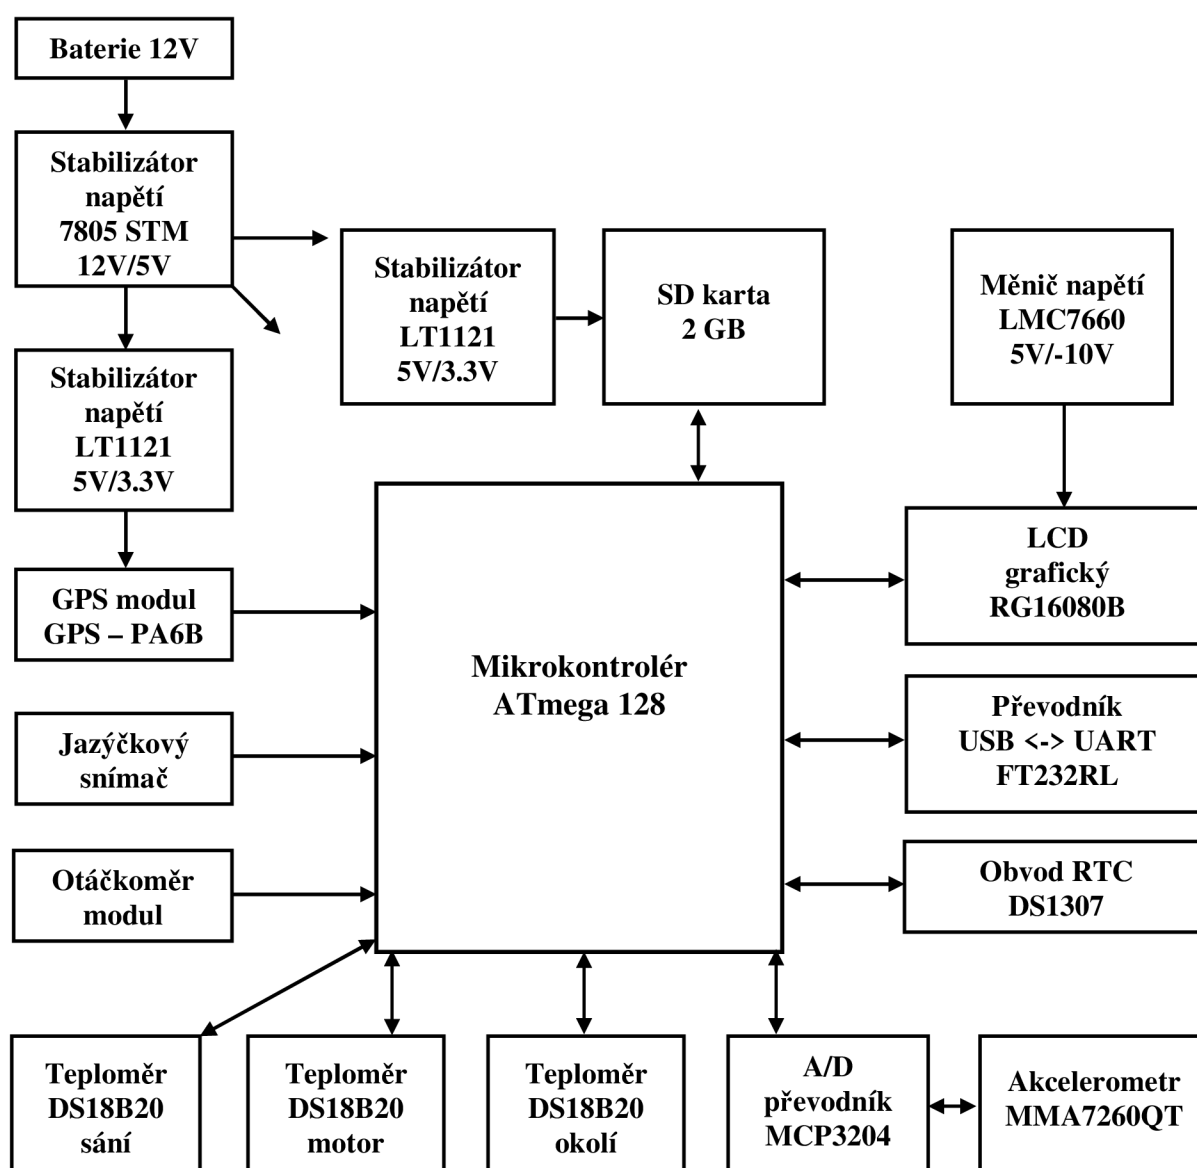 Baterie 12V
Stabilizátor
napětí
7805 STM
12V/5V
Stabilizátor
napětí
LT1121
5V/3.3V
SD karta
2 GB
Měnič napětí
LMC7660
5V/-10V
Stabilizátor
napětí
LT1121
5V/3.3V
GPS modul
GPS – PA6B
Jazýčkový
snímač
Otáčkoměr
modul
Mikrokontrolér
ATmega 128
LCD
grafický
RG16080B
Převodník
USB <-> UART
FT232RL
Obvod RTC
DS1307
Teploměr
DS18B20
sání
Teploměr
DS18B20
motor
Teploměr
DS18B20
okolí
A/D
převodník
MCP3204
Akcelerometr
MMA7260QT